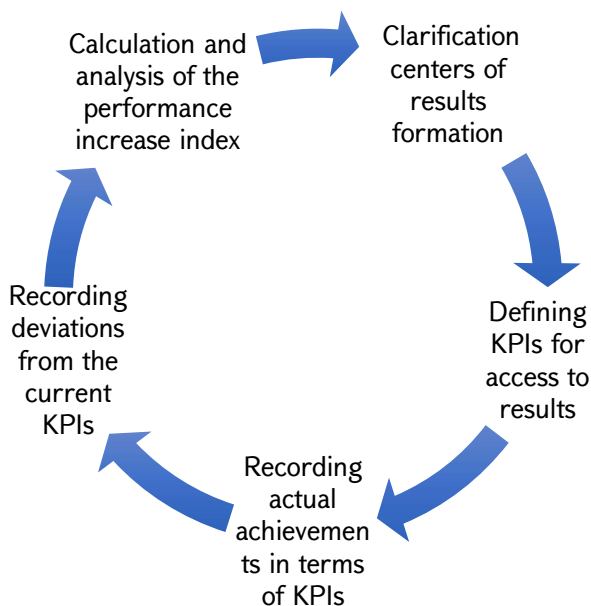 Calculation and
analysis of the
performance
increase index
Clarification
centers of
results
formation
Defining
KPIs for
access to
results
Recording
actual
achievemen
ts in terms
of KPIs
Recording
deviations
from the
current
KPIs